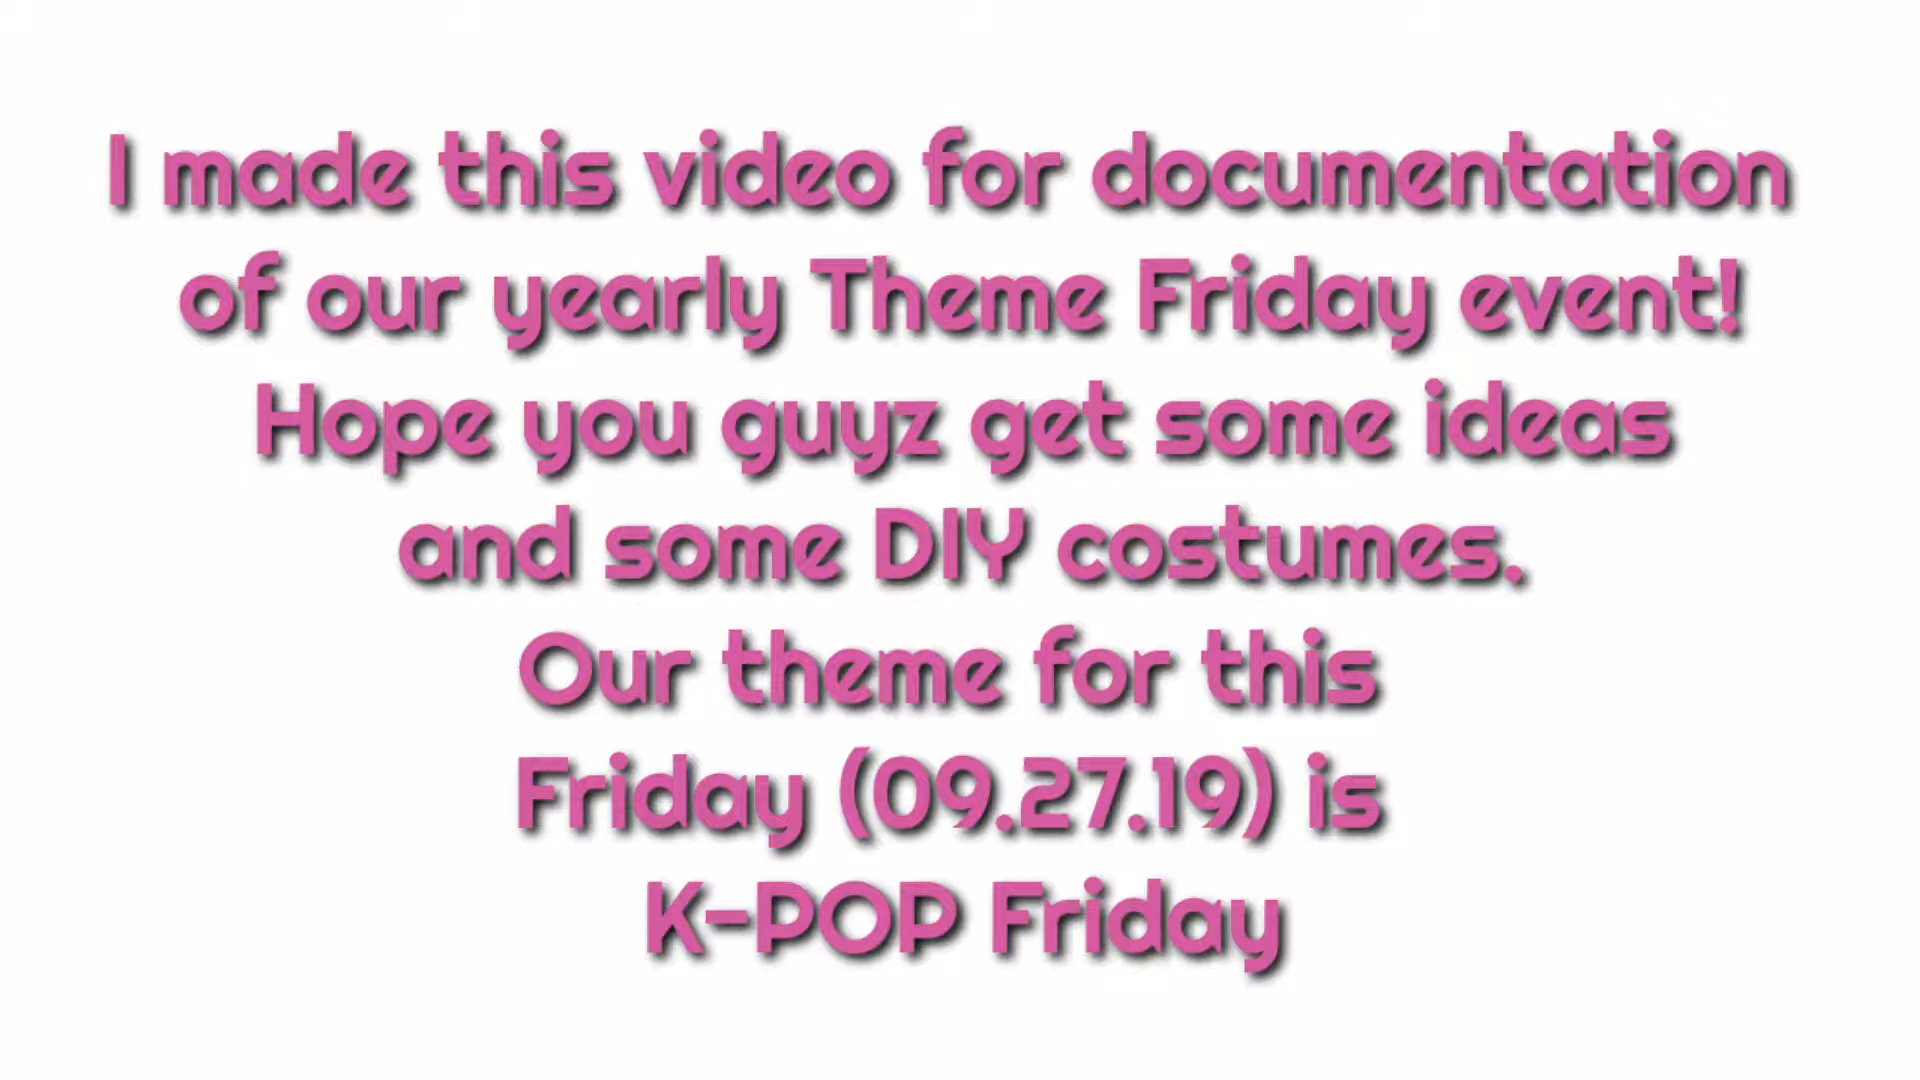 I made this video for documentation
of our yearly Theme Friday event!
Hope you guyz get some ideas
and some DIY costumes.
Our theme for this
Friday (09.27.19) is
K-POP Friday